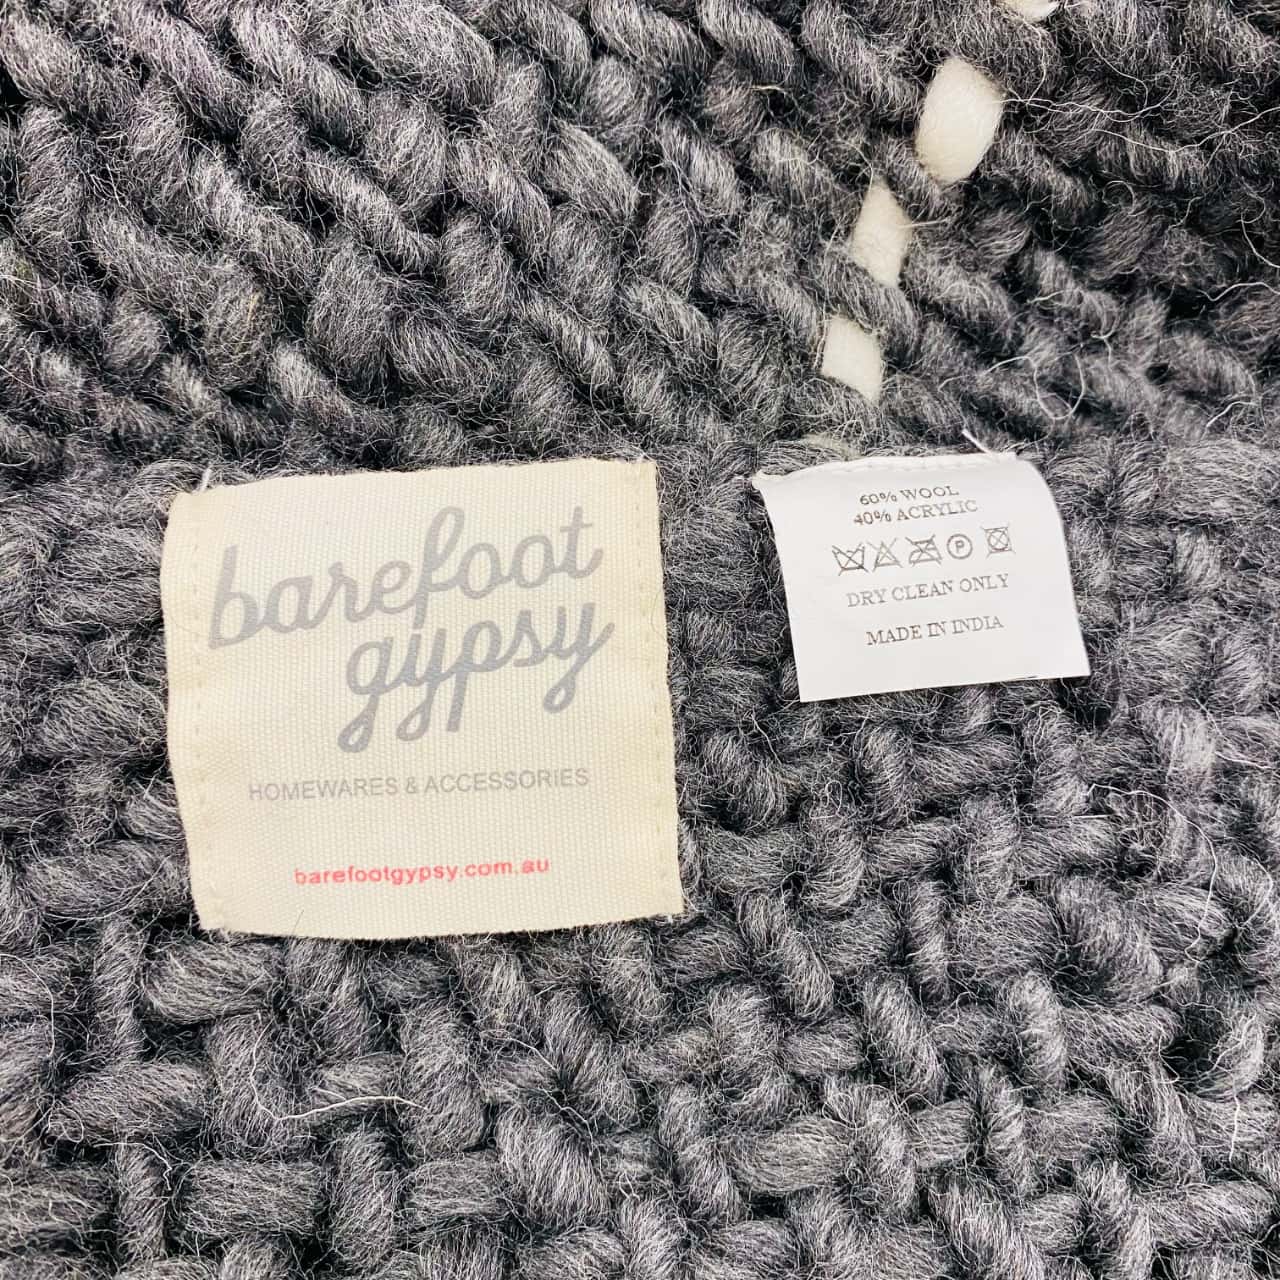 barefoot
gypsy
HOMEWARES & ACCESSORIES
barefootgypsy.com.au
60% WOOL
40% ACRYLIC
P
DRY CLEAN ONLY
MADE IN INDIA